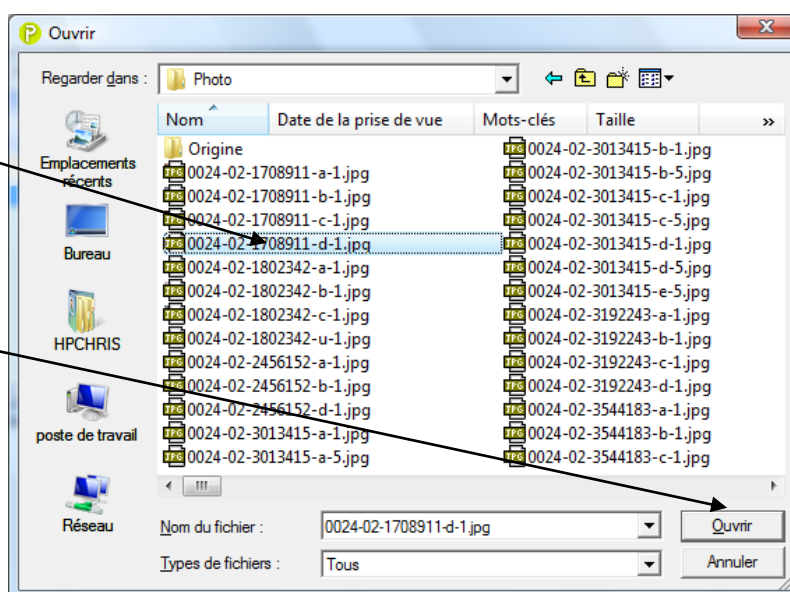 Ouvrir
Regarder dans :
Photo
Nom Date de la prise de vue Mots-clés Taille »
Emplacements
récents
Bureau
HPCHRIS
poste de travail
Réseau
Origine
0024-02-1708911-a-1.jpg
0024-02-1708911-b-1.jpg
0024-02-1708911-c-1.jpg
0024-02-1708911-d-1.jpg
0024-02-1802342-a-1.jpg
0024-02-1802342-b-1.jpg
0024-02-1802342-c-1.jpg
0024-02-1802342-u-1.jpg
0024-02-2456152-a-1.jpg
0024-02-2456152-b-1.jpg
0024-02-2456152-d-1.jpg
0024-02-3013415-a-1.jpg
0024-02-3013415-a-5.jpg
0024-02-3013415-b-1.jpg
0024-02-3013415-b-5.jpg
0024-02-3013415-c-1.jpg
0024-02-3013415-c-5.jpg
0024-02-3013415-d-1.jpg
0024-02-3013415-d-5.jpg
0024-02-3013415-e-5.jpg
0024-02-3192243-a-1.jpg
0024-02-3192243-b-1.jpg
0024-02-3192243-c-1.jpg
0024-02-3192243-d-1.jpg
0024-02-3544183-a-1.jpg
0024-02-3544183-b-1.jpg
0024-02-3544183-c-1.jpg
Nom du fichier :
0024-02-1708911-d-1.jpg
Ouvrir
Types de fichiers :
Tous
Annuler